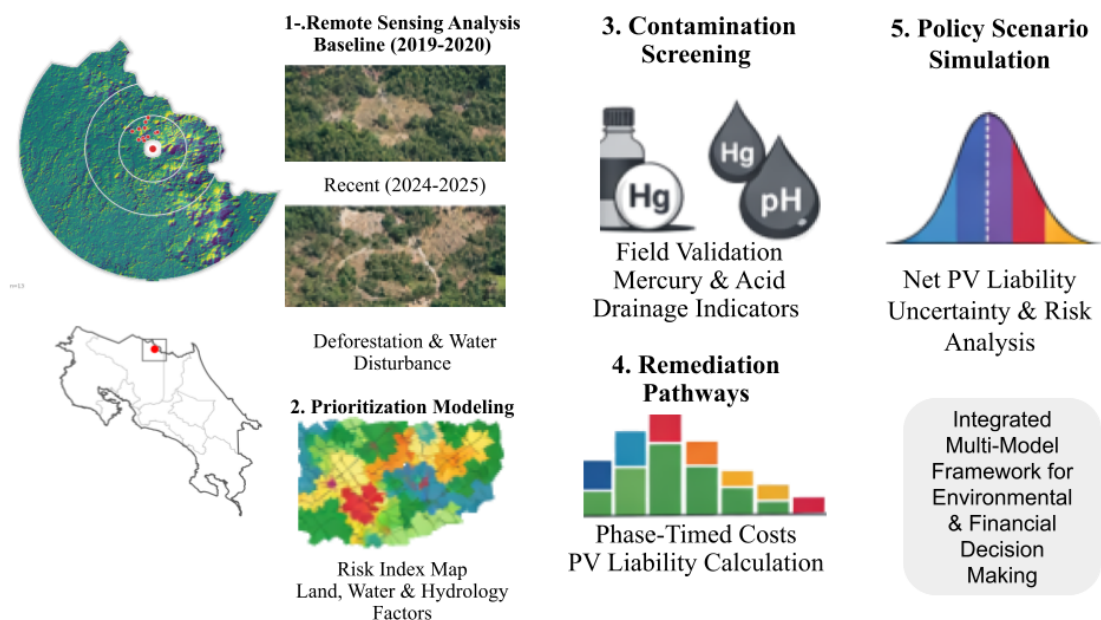 1-.Remote Sensing Analysis
Baseline (2019-2020)
Recent (2024-2025)
Deforestation & Water
Disturbance
2. Prioritization Modeling
Risk Index Map
Land, Water & Hydrology
Factors
3. Contamination
Screening
Hg
Hg
pH
Field Validation
Mercury & Acid
Drainage Indicators
4. Remediation
Pathways
Phase-Timed Costs
PV Liability Calculation
5. Policy Scenario
Simulation
Net PV Liability
Uncertainty & Risk
Analysis
Integrated
Multi-Model
Framework for
Environmental
& Financial
Decision
Making